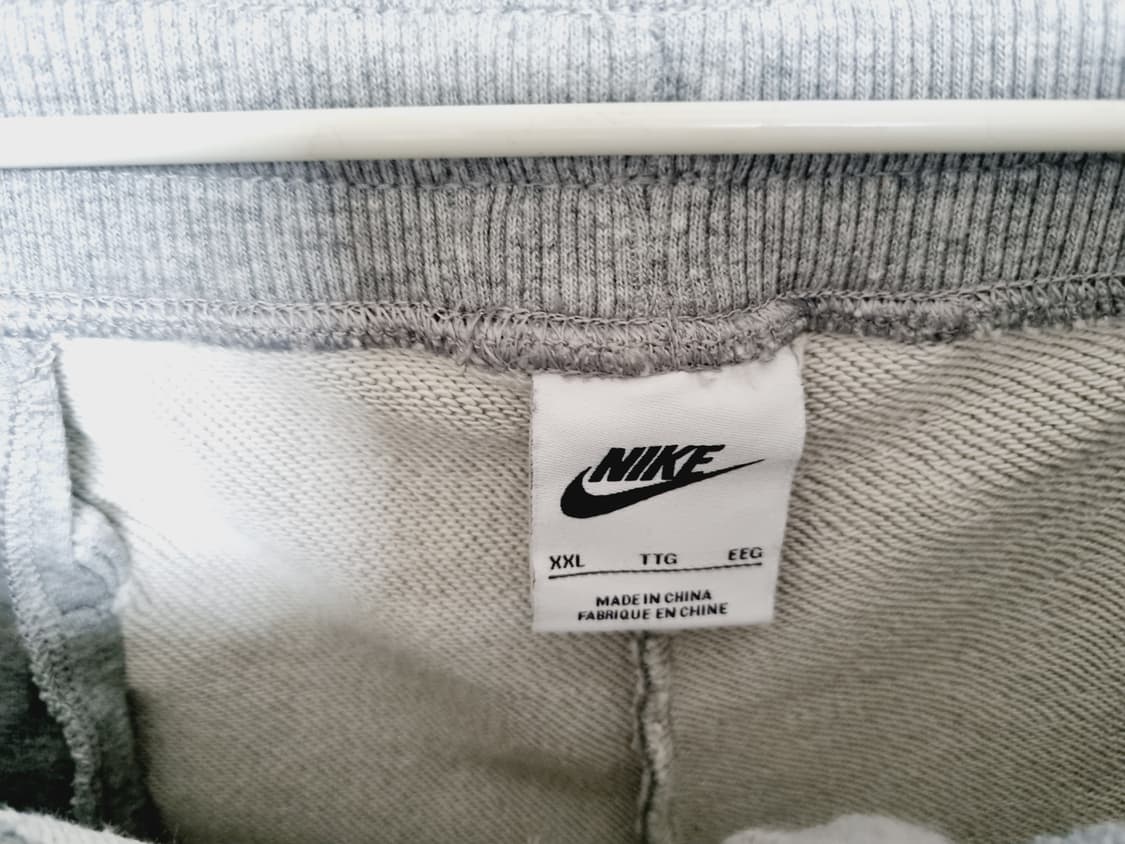 NIKE
XXL TTG EEG
MADE IN CHINA
FABRIQUE EN CHINE